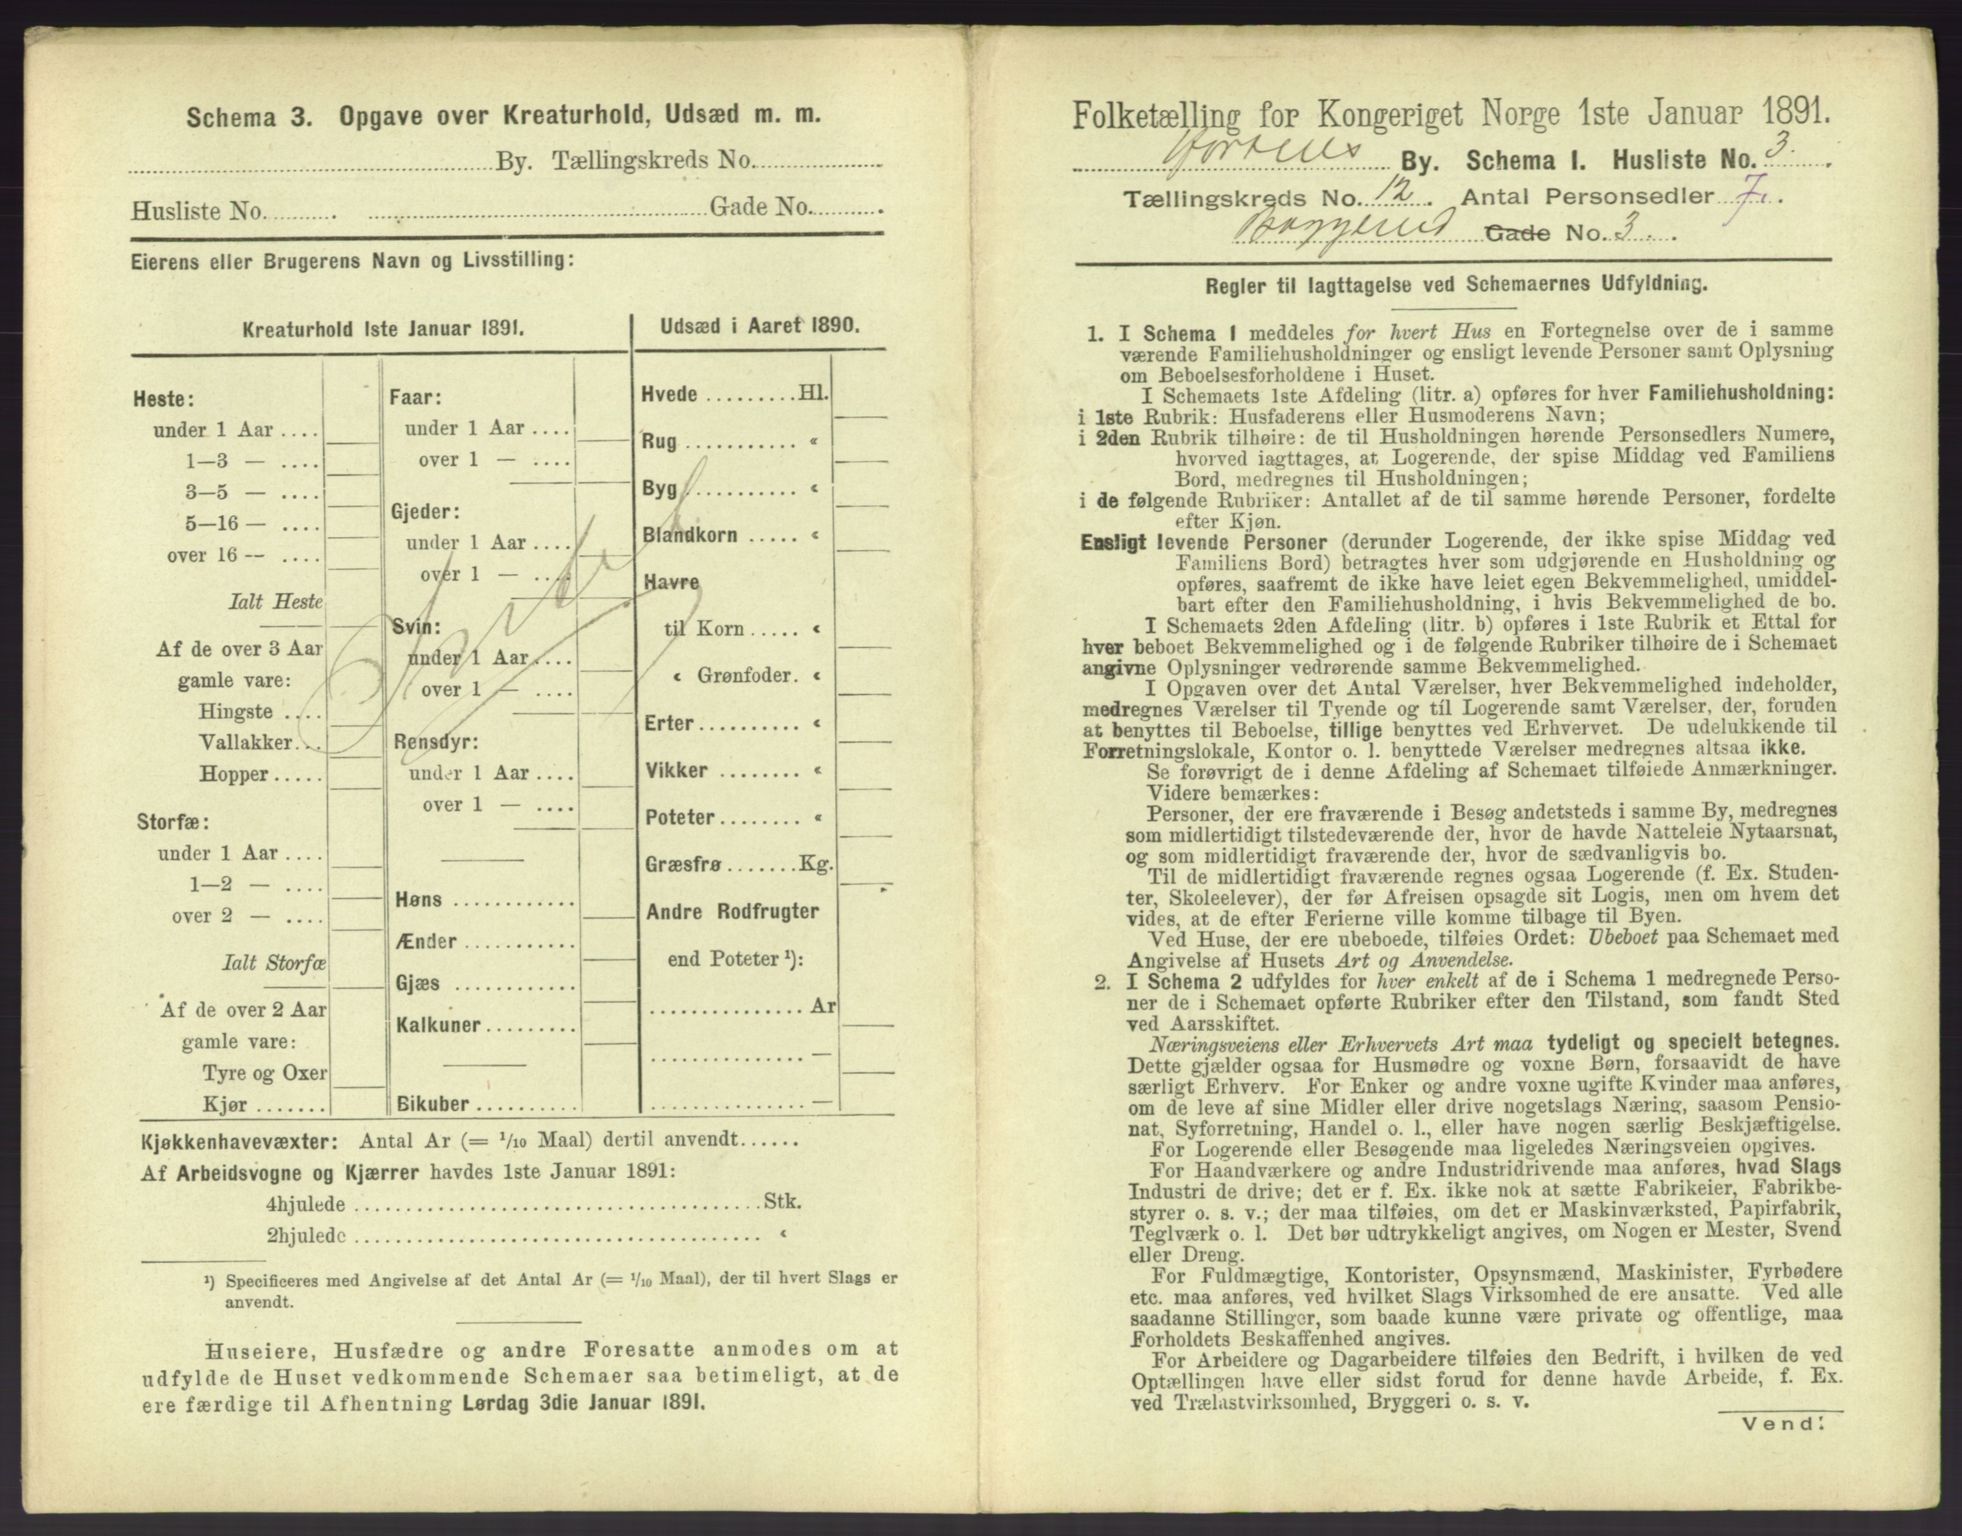 Schema 3. Opgave over Kreaturhold, Udsæd m. m.
By. Tællingskreds No.
Husliste No. Gade No.
Eierens eller Brugerens Navn og Livsstilling:
Kreaturhold 1ste Januar 1891.
Heste:
under 1 Aar ....
1—3 — ....
3—5 — ....
5—16 — ....
over 16 — ....
Ialt Heste
Af de over 3 Aar
gamle vare:
Hingste ....
Vallakker...
Hopper.....
Storfæ:
under 1 Aar ....
1—2 — ....
over 2 — ....
Ialt Storfæ
Af de over 2 Aar
gamle vare:
Tyre og Oxer
Kjør .......
Faar:
under 1 Aar ....
over 1 — ....
Gjeder:
under 1 Aar ....
over 1 — ....
Svin:
under 1 Aar ....
over 1 — ....
Rensdyr:
under 1 Aar ....
over 1 — ....
Høns ............
Ænder ...........
Gjæs ............
Kalkuner .........
Bikuber ..........
Udsæd i Aaret 1890.
Hvede ......... Hl.
Rug ........... “
Byg ........... “
Blandkorn ..... “
Havre
til Korn ..... “
“ Grønfoder. “
Erter ......... “
Vikker ........ “
Poteter ........ “
Græsfrø ....... Kg.
Andre Rodfrugter
end Poteter ¹):
............... Ar
............... —
............... —
Kjøkkenhavevæxter: Antal Ar (= 1/10 Maal) dertil anvendt......
Af Arbeidsvogne og Kjærrer havdes 1ste Januar 1891:
4hjulede ........................................ Stk.
2hjulede ........................................ “
¹) Specificeres med Angivelse af det Antal Ar (= 1/10 Maal), der til hvert Slags er
anvendt.
Huseiere, Husfædre og andre Foresatte anmodes om at
udfylde de Huset vedkommende Schemaer saa betimeligt, at de
ere færdige til Afhentning Lørdag 3die Januar 1891.
Folketælling for Kongeriget Norge 1ste Januar 1891.
Hortens By. Schema 1. Husliste No. 3.
Tællingskreds No. 12. Antal Personsedler 7.
Baggerud Gade No. 3.
Regler til Iagttagelse ved Schemaernes Udfyldning.
1. I Schema 1 meddeles for hvert Hus en Fortegnelse over de i samme
værende Familiehusholdninger og ensligt levende Personer samt Oplysning
om Beboelsesforholdene i Huset.
I Schemaets 1ste Afdeling (litr. a) opføres for hver Familiehusholdning:
i 1ste Rubrik: Husfaderens eller Husmoderens Navn;
i 2den Rubrik tilhøire: de til Husholdningen hørende Personsedlers Numere,
hvorved iagttages, at Logerende, der spise Middag ved Familiens
Bord, medregnes til Husholdningen;
i de følgende Rubriker: Antallet af de til samme hørende Personer, fordelte
efter Kjøn.
Ensligt levende Personer (derunder Logerende, der ikke spise Middag ved
Familiens Bord) betragtes hver som udgjørende en Husholdning og
opføres, saafremt de ikke have leiet egen Bekvemmelighed, umiddel-
bart efter den Familiehusholdning, i hvis Bekvemmelighed de bo.
I Schemaets 2den Afdeling (litr. b) opføres i 1ste Rubrik et Ettal for
hver beboet Bekvemmelighed og i de følgende Rubriker tilhøire de i Schemaet
angivne Oplysninger vedrørende samme Bekvemmelighed.
I Opgaven over det Antal Værelser, hver Bekvemmelighed indeholder,
medregnes Værelser til Tyende og til Logerende samt Værelser, der, foruden
at benyttes til Beboelse, tillige benyttes ved Erhvervet. De udelukkende til
Forretningslokale, Kontor o. l. benyttede Værelser medregnes altsaa ikke.
Se forøvrigt de i denne Afdeling af Schemaet tilføiede Anmærkninger.
Videre bemærkes:
Personer, der ere fraværende i Besøg andetsteds i samme By, medregnes
som midlertidigt tilstedeværende der, hvor de havde Natteleie Nytaarsnat,
og som midlertidigt fraværende der, hvor de sædvanligvis bo.
Til de midlertidigt fraværende regnes ogsaa Logerende (f. Ex. Studen-
ter, Skoleelever), der før Afreisen opsagde sit Logis, men om hvem det
vides, at de efter Ferierne ville komme tilbage til Byen.
Ved Huse, der ere ubeboede, tilføies Ordet: Ubeboet paa Schemaet med
Angivelse af Husets Art og Anvendelse.
2. I Schema 2 udfyldes for hver enkelt af de i Schema 1 medregnede Perso-
ner de i Schemaet opførte Rubriker efter den Tilstand, som fandt Sted
ved Aarsskiftet.
Næringsveiens eller Erhvervets Art maa tydeligt og specielt betegnes.
Dette gjælder ogsaa for Husmødre og voxne Børn, forsaavidt de have
særligt Erhverv. For Enker og andre voxne ugifte Kvinder maa anføres,
om de leve af sine Midler eller drive nogetslags Næring, saasom Pensio-
nat, Syforretning, Handel o. l., eller have nogen særlig Beskjæftigelse.
For Logerende eller Besøgende maa ligeledes Næringsveien opgives.
For Haandværkere og andre Industridrivende maa anføres, hvad Slags
Industri de drive; det er f. Ex. ikke nok at sætte Fabrikeier, Fabrikbe-
styrer o. s. v.; der maa tilføies, om det er Maskinværksted, Papirfabrik,
Teglværk o. l. Det bør udtrykkeligt angives, om Nogen er Mester, Svend
eller Dreng.
For Fuldmægtige, Kontorister, Opsynsmænd, Maskinister, Fyrbødere
etc. maa anføres, ved hvilket Slags Virksomhed de ere ansatte. Ved alle
saadanne Stillinger, som baade kunne være private og offentlige, maa
Forholdets Beskaffenhed angives.
For Arbeidere og Dagarbeidere tilføies den Bedrift, i hvilken de ved
Optællingen have eller sidst forud for denne havde Arbeide, f. Ex.
ved Trælastvirksomhed, Bryggeri o. s. v.
Vend!